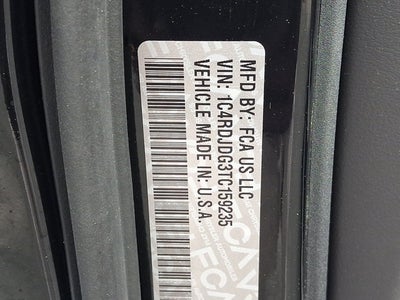 MFD BY: FCA US LLC
VIN: 1C4RDJDG3TC159235
VEHICLE MADE IN: U.S.A.